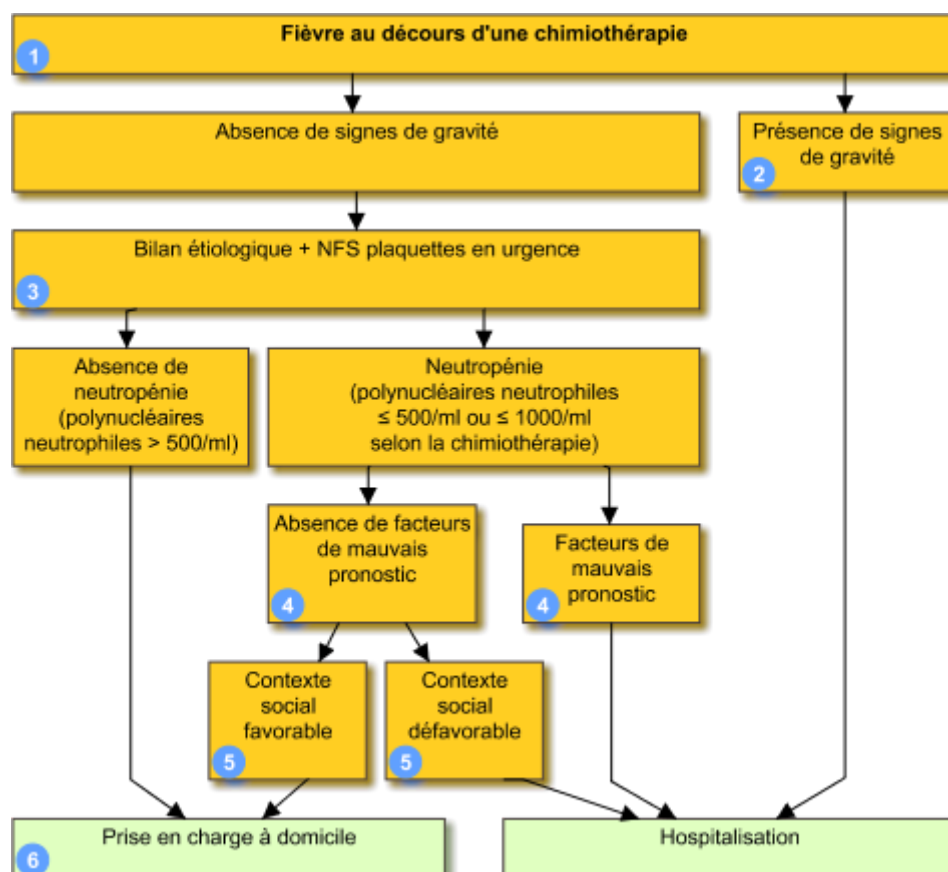 Fièvre au décours d'une chimiothérapie
1
Absence de signes de gravité
Présence de signes
de gravité
2
Bilan étiologique + NFS plaquettes en urgence
3
Absence de
neutropénie
(polynucléaires
neutrophiles > 500/ml)
Neutropénie
(polynucléaires neutrophiles
≤ 500/ml ou ≤ 1000/ml
selon la chimiothérapie)
Absence de facteurs
de mauvais
pronostic
4
Facteurs de
mauvais
pronostic
4
Contexte
social
favorable
5
Contexte
social
défavorable
5
Prise en charge à domicile
6
Hospitalisation